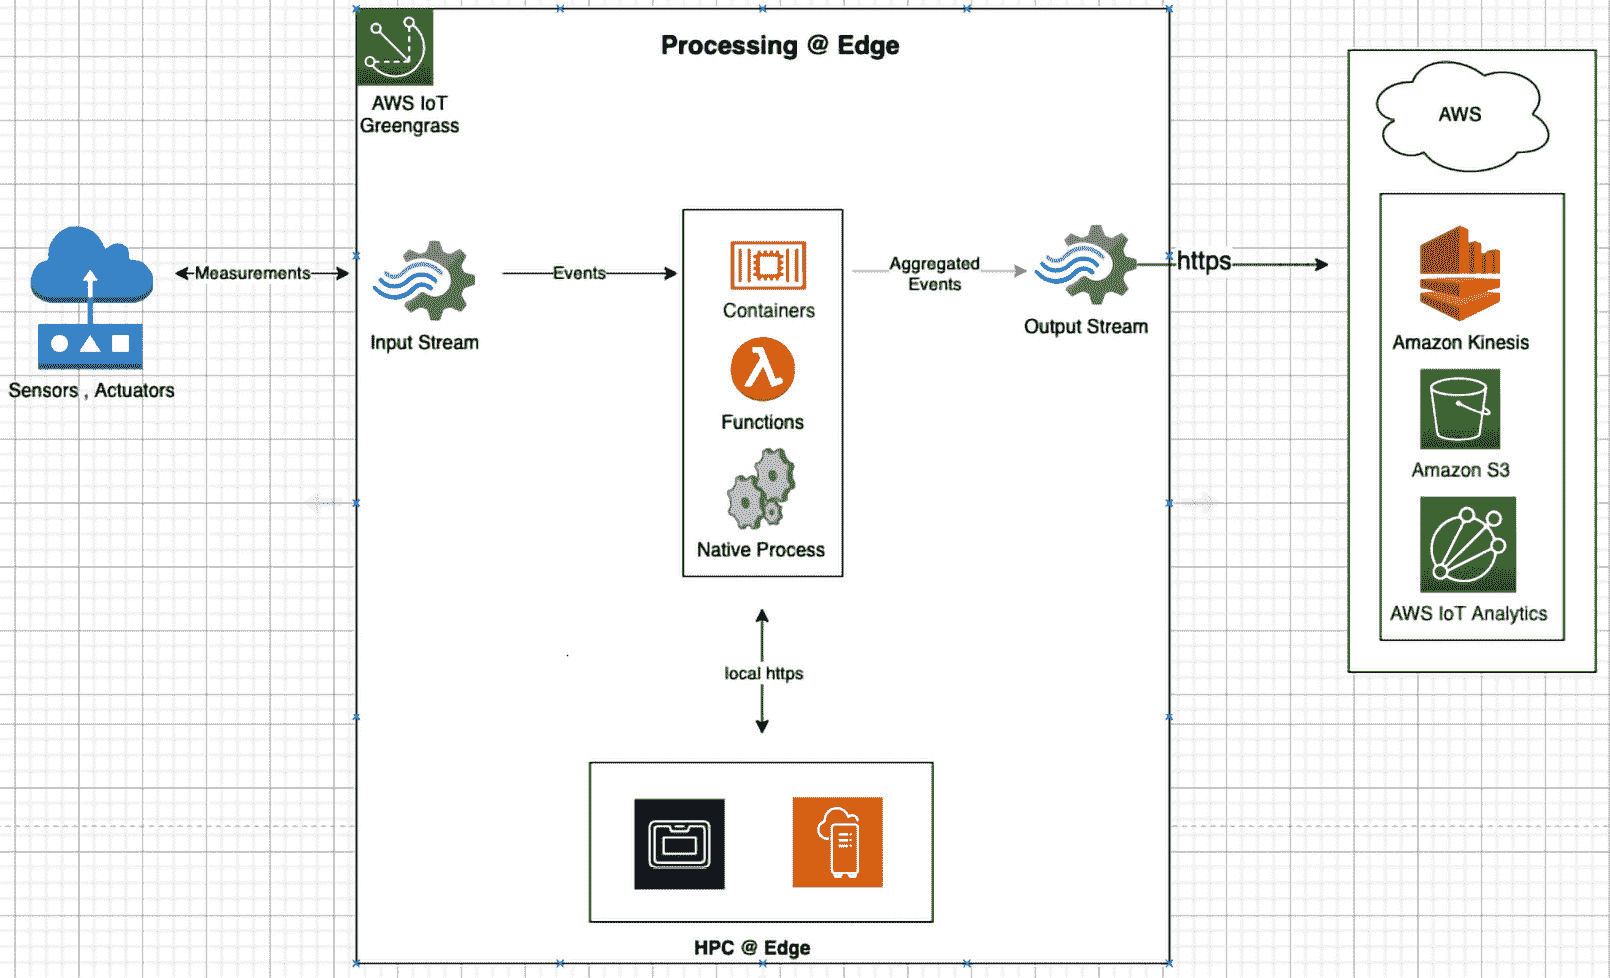 Processing @ Edge
AWS IoT
Greengrass
AWS
Sensors , Actuators
Measurements
Input Stream
Events
Containers
Functions
Native Process
Aggregated
Events
Output Stream
https
Amazon Kinesis
Amazon S3
AWS IoT Analytics
local https
HPC @ Edge